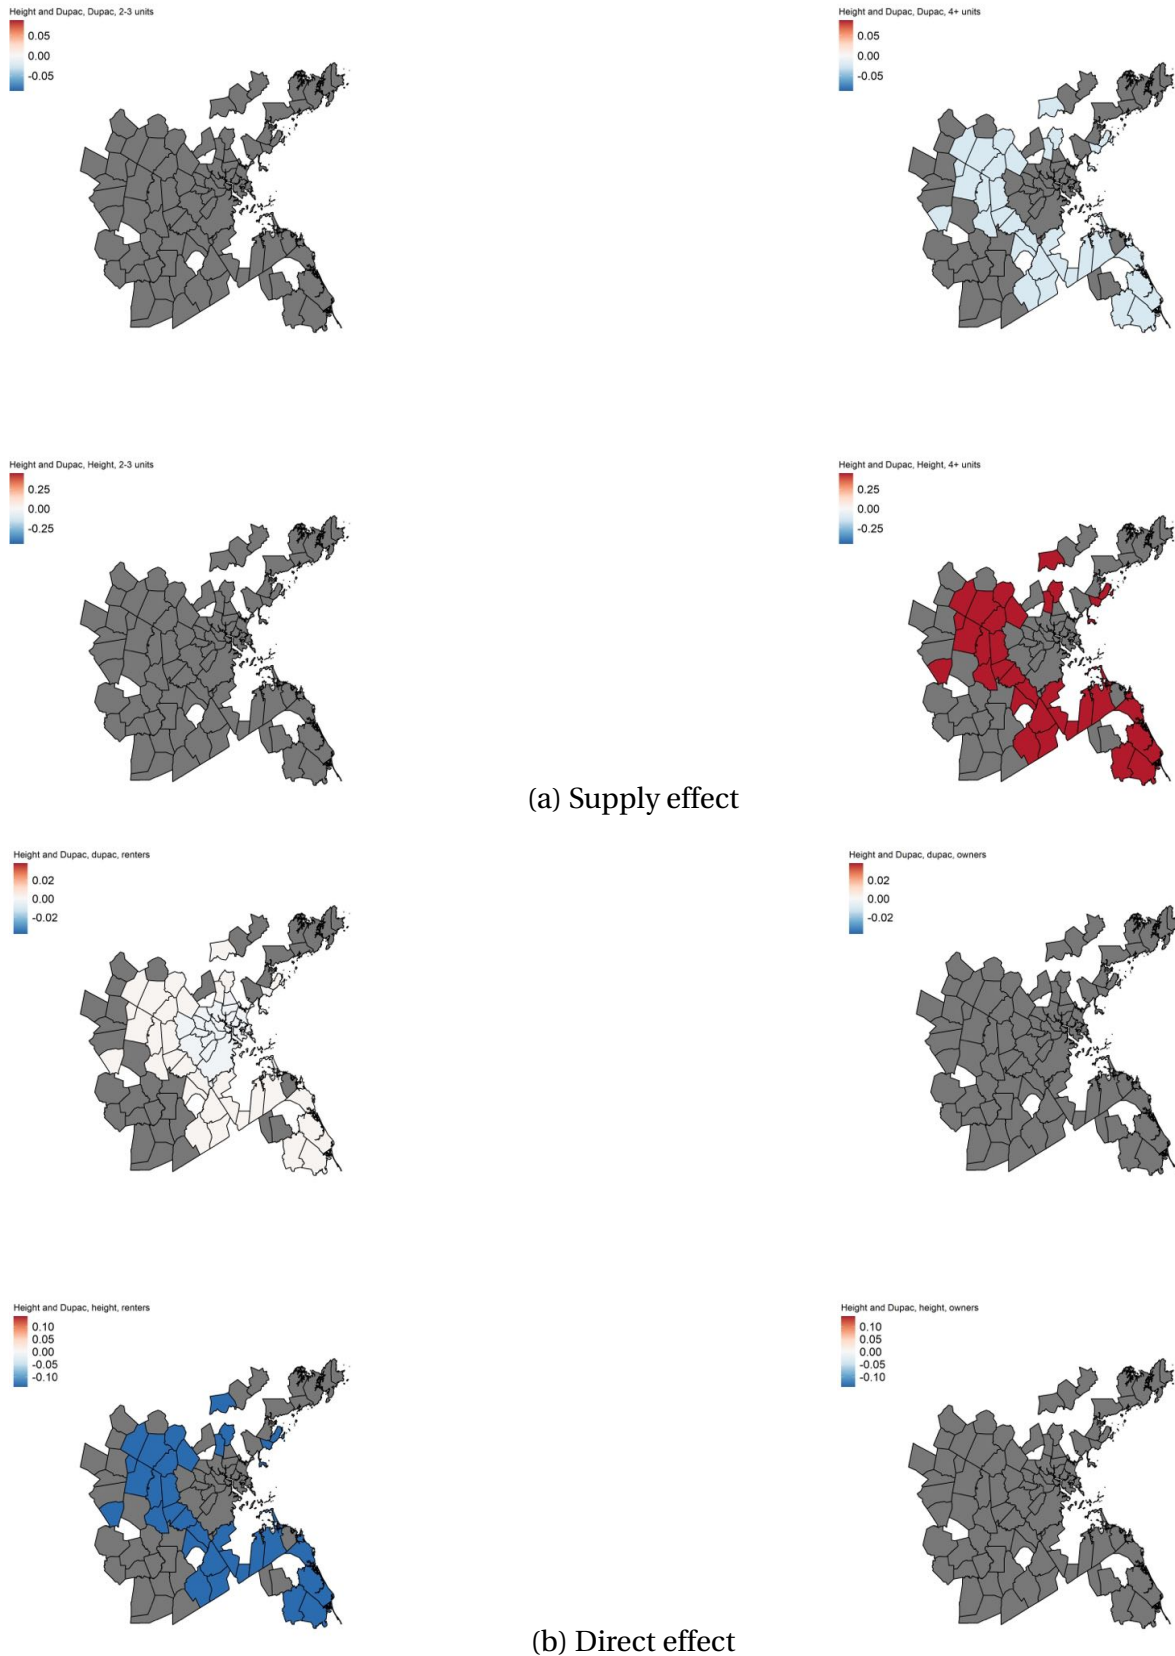 Height and Dupac, Dupac, 2-3 units
0.05
0.00
-0.05
Height and Dupac, Dupac, 4+ units
0.05
0.00
-0.05
Height and Dupac, Height, 2-3 units
0.25
0.00
-0.25
Height and Dupac, Height, 4+ units
0.25
0.00
-0.25
(a) Supply effect
Height and Dupac, dupac, renters
0.02
0.00
-0.02
Height and Dupac, dupac, owners
0.02
0.00
-0.02
Height and Dupac, height, renters
0.10
0.05
0.00
-0.05
-0.10
Height and Dupac, height, owners
0.10
0.05
0.00
-0.05
-0.10
(b) Direct effect